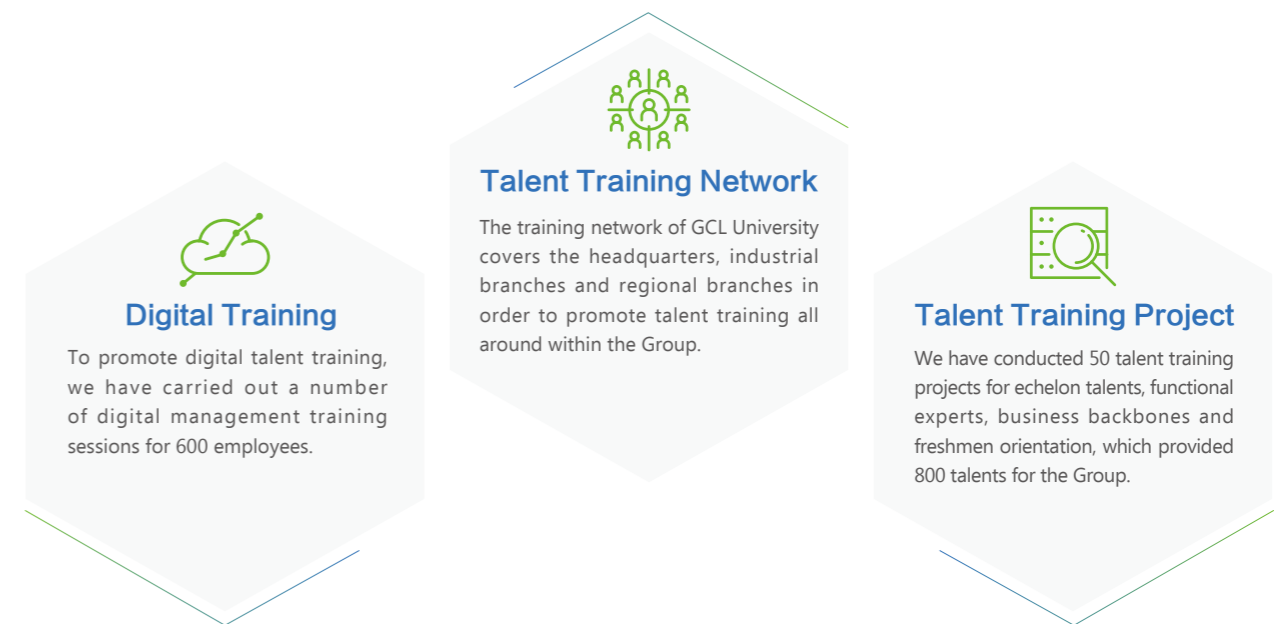 Digital Training
To promote digital talent training,
we have carried out a number
of digital management training
sessions for 600 employees.
Talent Training Network
The training network of GCL University
covers the headquarters, industrial
branches and regional branches in
order to promote talent training all
around within the Group.
Talent Training Project
We have conducted 50 talent training
projects for echelon talents, functional
experts, business backbones and
freshmen orientation, which provided
800 talents for the Group.